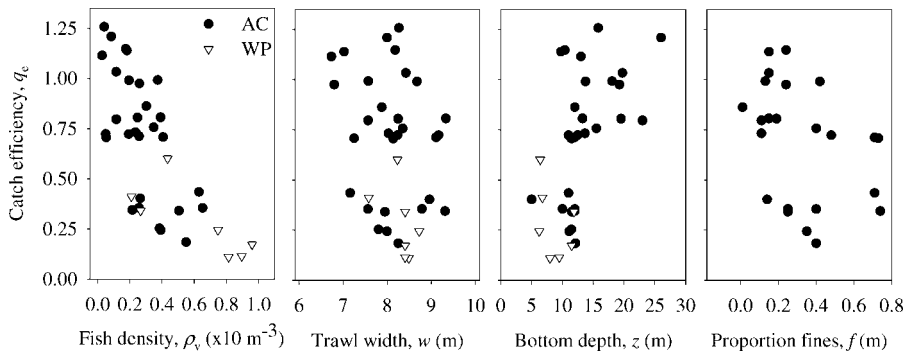 Catch efficiency, q_e
1.25
1.00
0.75
0.50
0.25
0.00
AC
WP
0.0 0.2 0.4 0.6 0.8 1.0
6 7 8 9 10
0 5 10 15 20 25 30
0.0 0.2 0.4 0.6 0.8
Fish density, ρ_v (x10 m⁻³)
Trawl width, w (m)
Bottom depth, z (m)
Proportion fines, f (m)